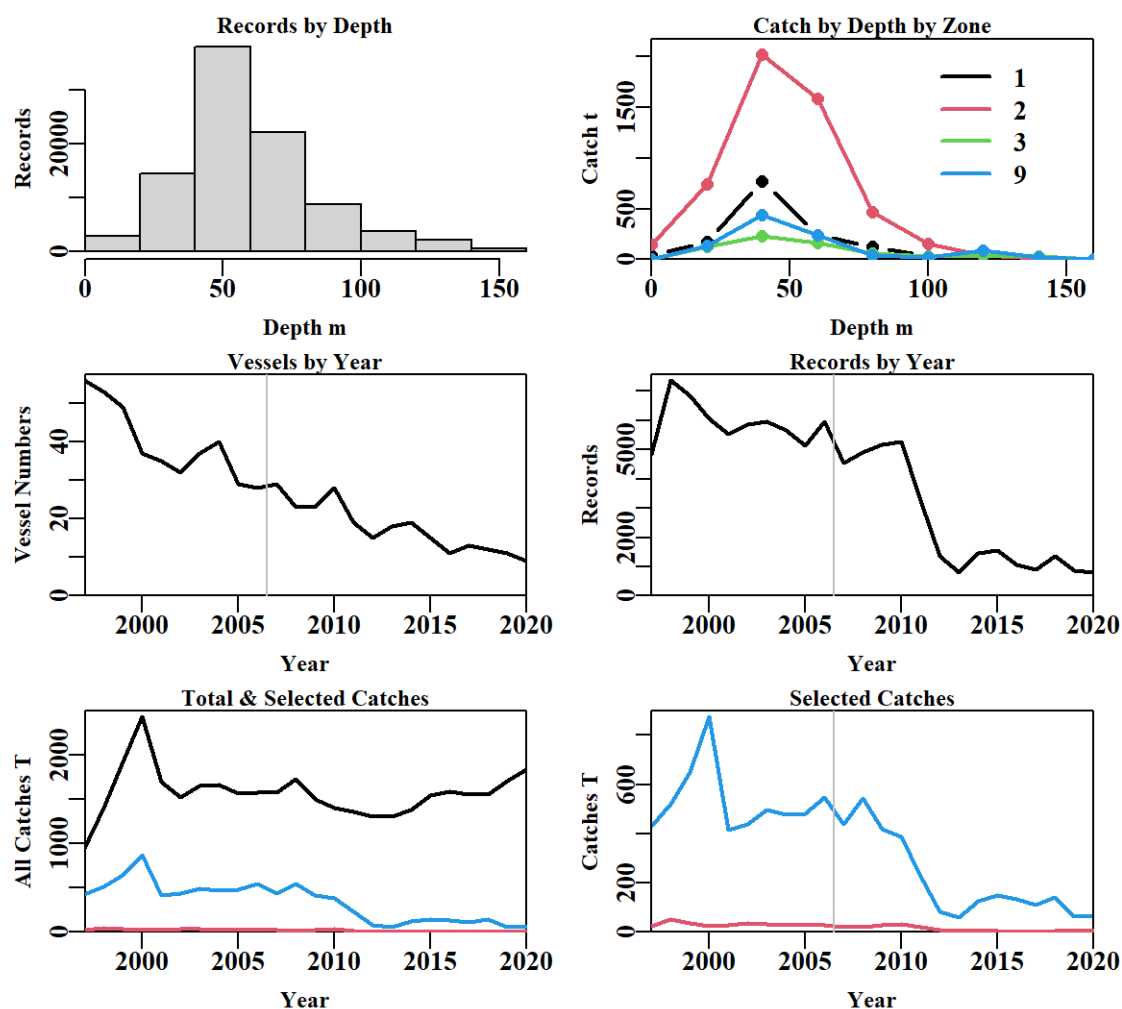 Records by Depth
Records
0
20000
0
50
100
150
Depth m
Catch by Depth by Zone
Catch t
0
500
1500
1
2
3
9
0
50
100
150
Depth m
Vessels by Year
Vessel Numbers
0
20
40
2000
2005
2010
2015
2020
Year
Records by Year
Records
0
2000
5000
2000
2005
2010
2015
2020
Year
Total & Selected Catches
All Catches T
0
1000
2000
2000
2005
2010
2015
2020
Year
Selected Catches
Catches T
0
200
600
2000
2005
2010
2015
2020
Year